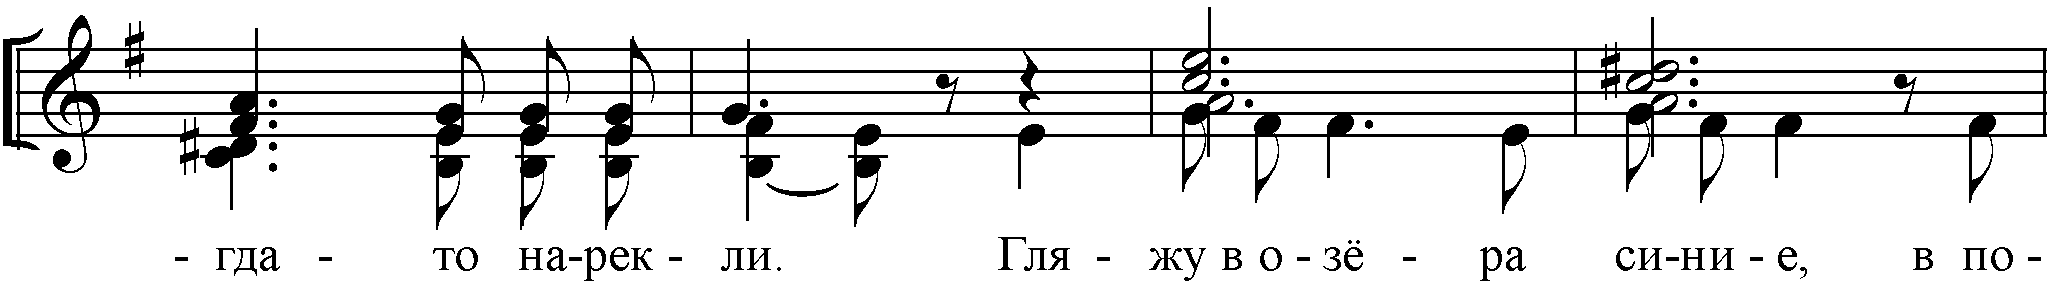 - гда - то на-рек - ли. Гля - жу в о - зё - ра си-ни - е, в по -